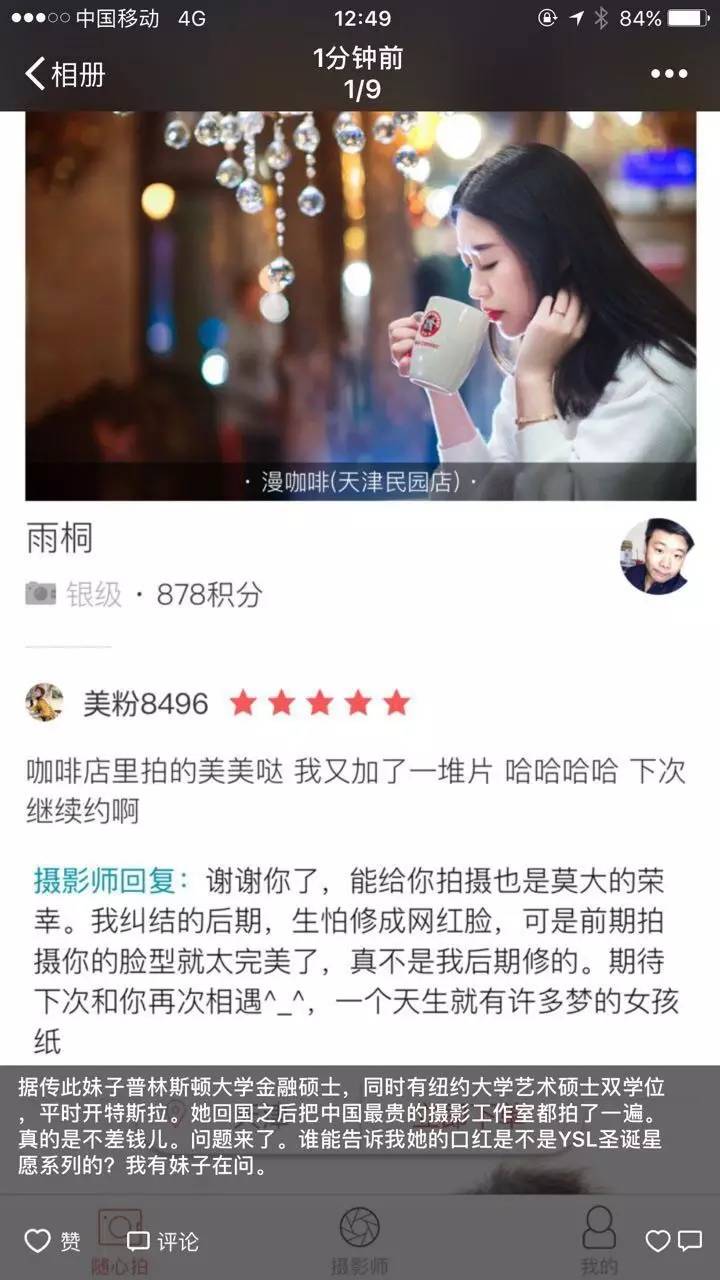 中国移动 4G 12:49 84%
相册 1分钟前
1/9
· 漫咖啡(天津民园店) ·
雨桐
银级 · 878积分
美粉8496
咖啡店里拍的美美哒 我又加了一堆片 哈哈哈哈 下次
继续约啊
摄影师回复：谢谢你了，能给你拍摄也是莫大的荣
幸。我纠结的后期，生怕修成网红脸，可是前期拍
摄你的脸型就太完美了，真不是我后期修的。期待
下次和你再次相遇^_^，一个天生就有许多梦的女孩
纸
据传此妹子普林斯顿大学金融硕士，同时有纽约大学艺术硕士双学位
，平时开特斯拉。她回国之后把中国最贵的摄影工作室都拍了一遍。
真的是不差钱儿。问题来了。谁能告诉我她的口红是不是YSL圣诞星
愿系列的？我有妹子在问。
赞 评论
随心拍 摄影师 我的